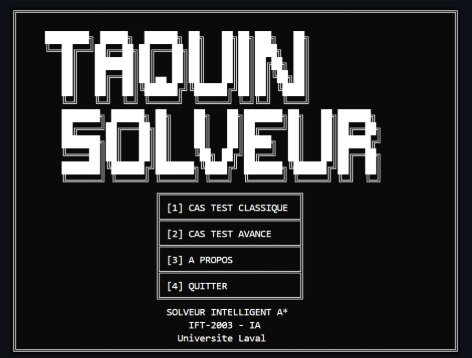 TAQUIN
SOLVEUR
[1] CAS TEST CLASSIQUE
[2] CAS TEST AVANCE
[3] A PROPOS
[4] QUITTER
SOLVEUR INTELLIGENT A*
IFT-2003 - IA
Universite Laval